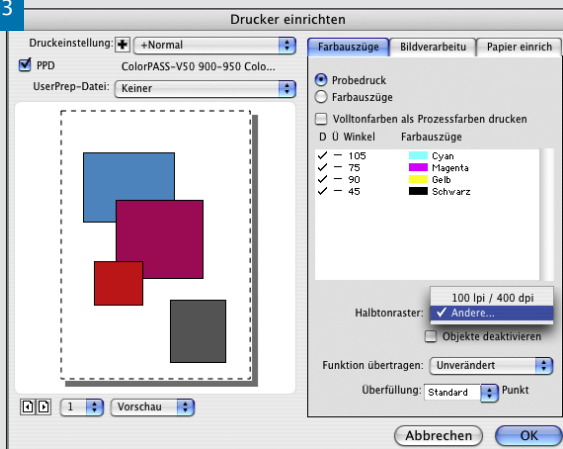 3
Drucker einrichten
Druckeinstellung: +Normal
PPD ColorPASS-V50 900-950 Colo...
UserPrep-Datei: Keiner
1 Vorschau
Farbauszüge Bildverarbeitu Papier einrich
Probedruck
Farbauszüge
Volltonfarben als Prozessfarben drucken
D Ü Winkel Farbauszüge
105 Cyan
75 Magenta
90 Gelb
45 Schwarz
100 lpi / 400 dpi
Halbtonraster: Andere...
Objekte deaktivieren
Funktion übertragen: Unverändert
Überfüllung: Standard Punkt
Abbrechen OK